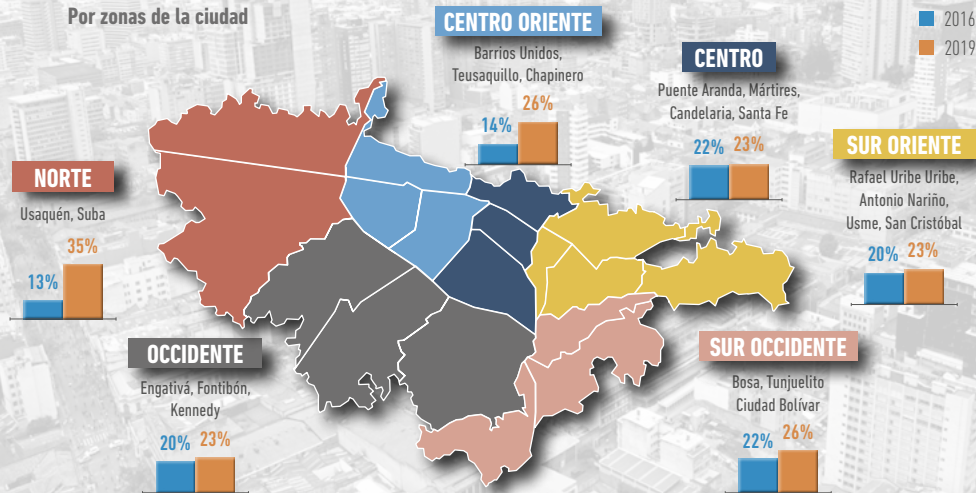 Por zonas de la ciudad
2016
2019
CENTRO ORIENTE
Barrios Unidos,
Teusaquillo, Chapinero
14%
26%
CENTRO
Puente Aranda, Mártires,
Candelaria, Santa Fe
22%
23%
SUR ORIENTE
Rafael Uribe Uribe,
Antonio Nariño,
Usme, San Cristóbal
20%
23%
NORTE
Usaquén, Suba
13%
35%
OCCIDENTE
Engativá, Fontibón,
Kennedy
20%
23%
SUR OCCIDENTE
Bosa, Tunjuelito
Ciudad Bolívar
22%
26%